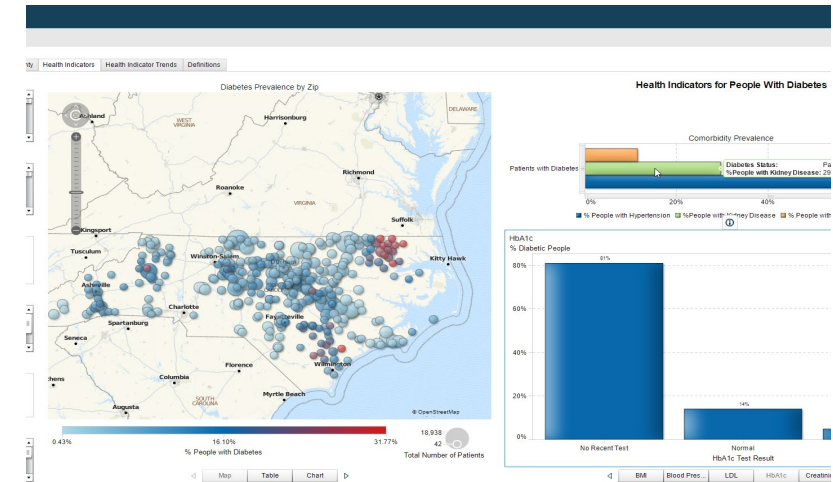 Health Indicators
Health Indicator Trends
Definitions
Diabetes Prevalence by Zip
Ashland
WEST
VIRGINIA
Harrisonburg
DELAWARE
Richmond
Roanoke
VIRGINIA
Suffolk
Kingsport
Tusculum
Winston-Salem
Kitty Hawk
Asheville
Charlotte
Spartanburg
Fayetteville
Seneca
Florence
Wilmington
Columbia
SOUTH
CAROLINA
Myrtle Beach
Augusta
© OpenStreetMap
0.43%
16.10%
31.77%
% People with Diabetes
18,938
42
Total Number of Patients
Map
Table
Chart
Health Indicators for People With Diabetes
Comorbidity Prevalence
Patients with Diabetes
Diabetes Status: Pa
%People with Kidney Disease: 29
0%
20%
40%
% People with Hypertension
%People with Kidney Disease
% People with
HbA1c
% Diabetic People
80%
60%
40%
20%
0%
81%
14%
No Recent Test
Normal
HbA1c Test Result
BMI
Blood Pres...
LDL
HbA1c
Creatini